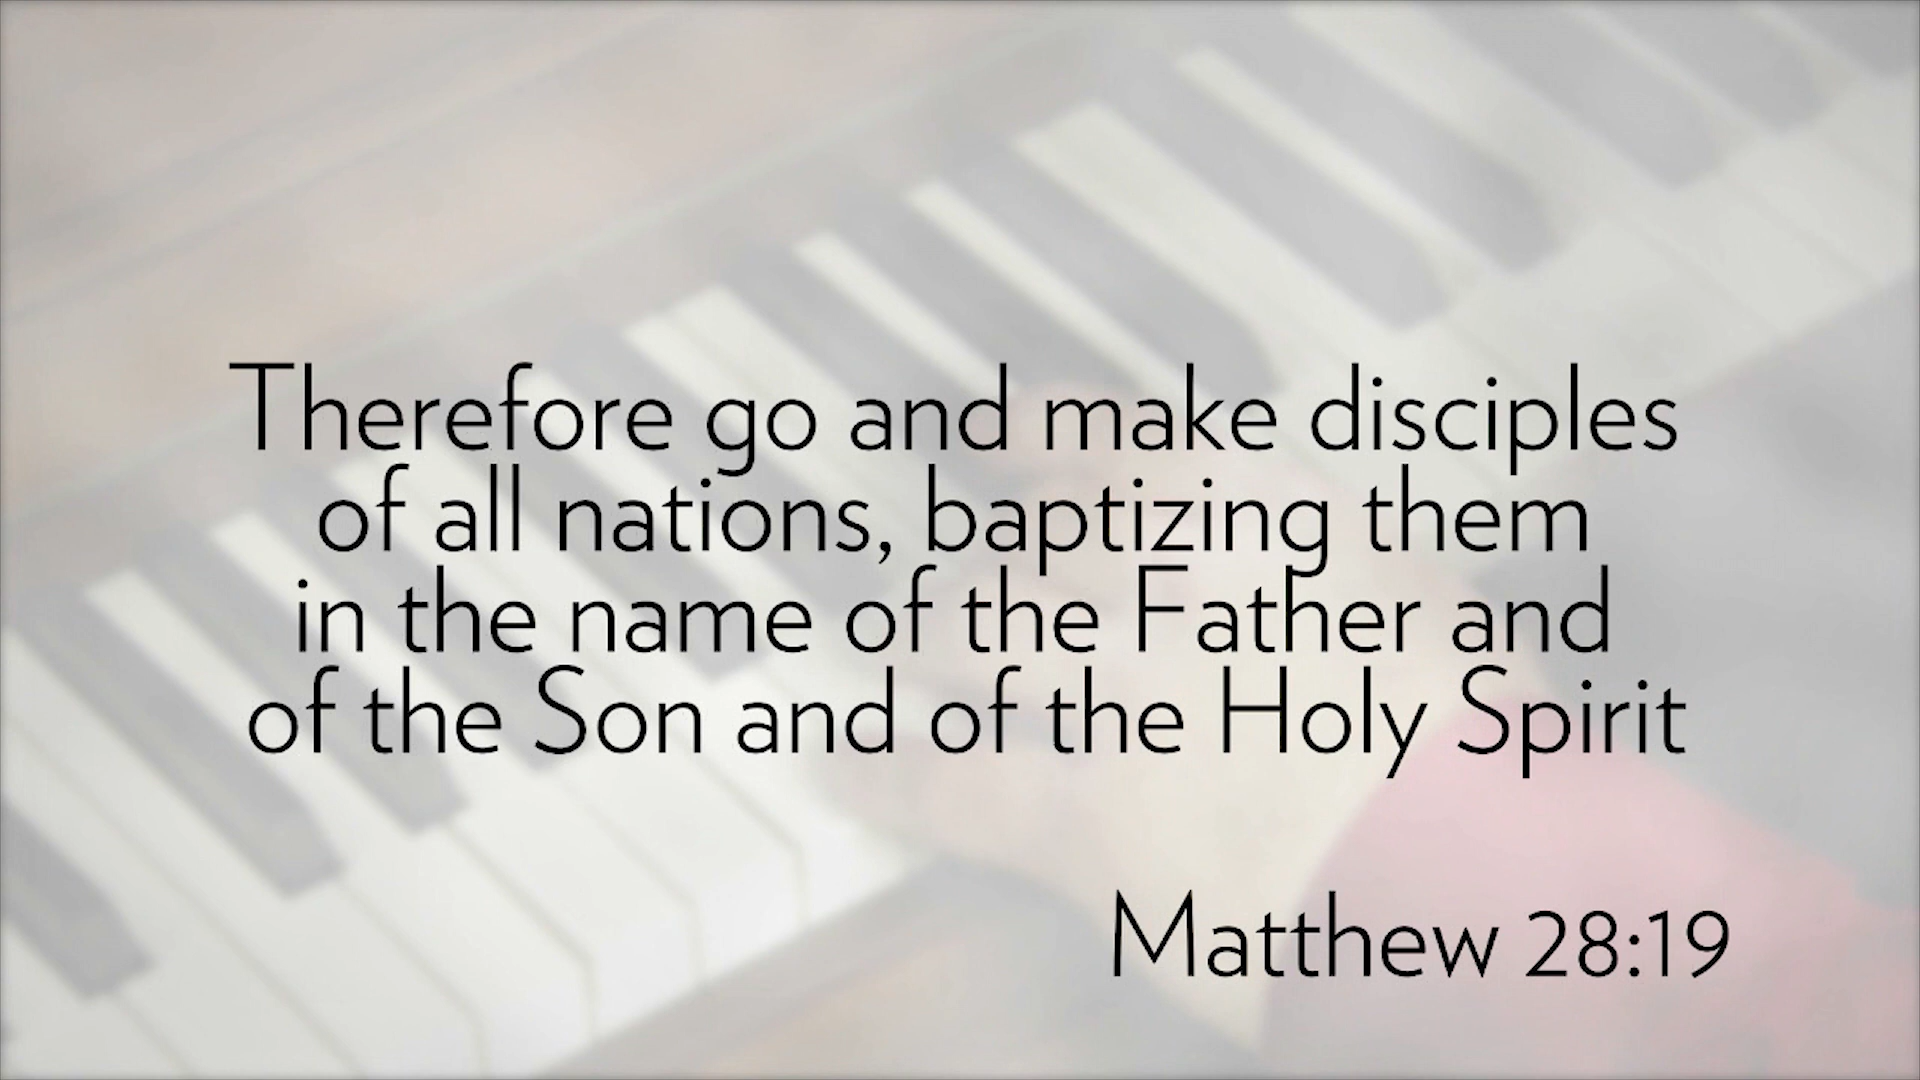 Therefore go and make disciples
of all nations, baptizing them
in the name of the Father and
of the Son and of the Holy Spirit
Matthew 28:19